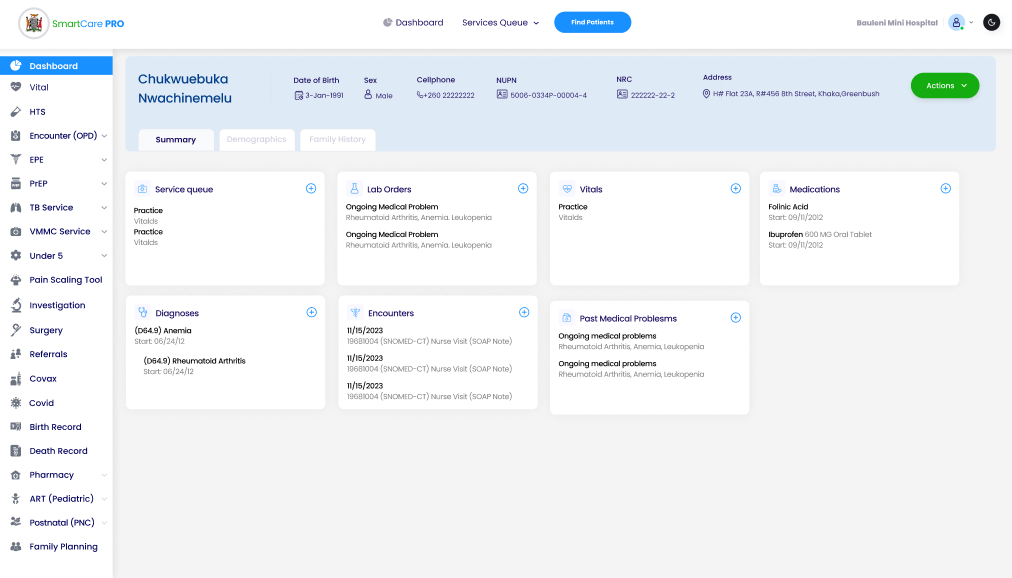 SmartCare PRO
Dashboard
Services Queue
Find Patients
Bauleni Mini Hospital
Dashboard
Vital
HTS
Encounter (OPD)
EPE
PrEP
TB Service
VMMC Service
Under 5
Pain Scaling Tool
Investigation
Surgery
Referrals
Covax
Covid
Birth Record
Death Record
Pharmacy
ART (Pediatric)
Postnatal (PNC)
Family Planning
Chukwuebuka
Nwachinemelu
Date of Birth
3-Jan-1991
Sex
Male
Cellphone
+260 22222222
NUPN
5006-0334P-00004-4
NRC
222222-22-2
Address
H# Flat 23A, R#456 8th Street, Khaka,Greenbush
Actions
Summary
Demographics
Family History
Service queue
Practice
Vitalds
Practice
Vitalds
Lab Orders
Ongoing Medical Problem
Rheumatoid Arthritis, Anemia. Leukopenia
Ongoing Medical Problem
Rheumatoid Arthritis, Anemia. Leukopenia
Vitals
Practice
Vitalds
Medications
Folinic Acid
Start: 09/11/2012
Ibuprofen 600 MG Oral Tablet
Start: 09/11/2012
Diagnoses
(D64.9) Anemia
Start: 06/24/12
(D64.9) Rheumatoid Arthritis
Start: 06/24/12
Encounters
11/15/2023
19681004 (SNOMED-CT) Nurse Visit (SOAP Note)
11/15/2023
19681004 (SNOMED-CT) Nurse Visit (SOAP Note)
11/15/2023
19681004 (SNOMED-CT) Nurse Visit (SOAP Note)
Past Medical Problesms
Ongoing medical problems
Rheumatoid Arthritis, Anemia, Leukopenia
Ongoing medical problems
Rheumatoid Arthritis, Anemia, Leukopenia